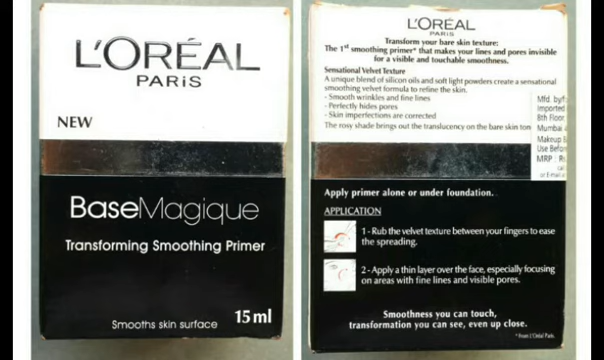 L'ORÉAL
PARIS
NEW
BaseMagique
Transforming Smoothing Primer
Smooths skin surface
15 ml
L'ORÉAL
PARIS
Transform your bare skin texture:
The 1st smoothing primer* that makes your lines and pores invisible
for a visible and touchable smoothness.
Sensational Velvet Texture
A unique blend of silicon oils and soft light powders create a sensational
smoothing velvet formula to refine the skin.
- Smooth wrinkles and fine lines
- Perfectly hides pores
- Skin imperfections are corrected
The rosy shade brings out the translucency on the bare skin ton
Mfd. by/
Imported
8th Floor
Mumbai
Makeup
Use Befor
MRP : Rs
Apply primer alone or under foundation.
APPLICATION
1 - Rub the velvet texture between your fingers to ease
the spreading.
2 - Apply a thin layer over the face, especially focusing
on areas with fine lines and visible pores.
Smoothness you can touch,
transformation you can see, even up close.